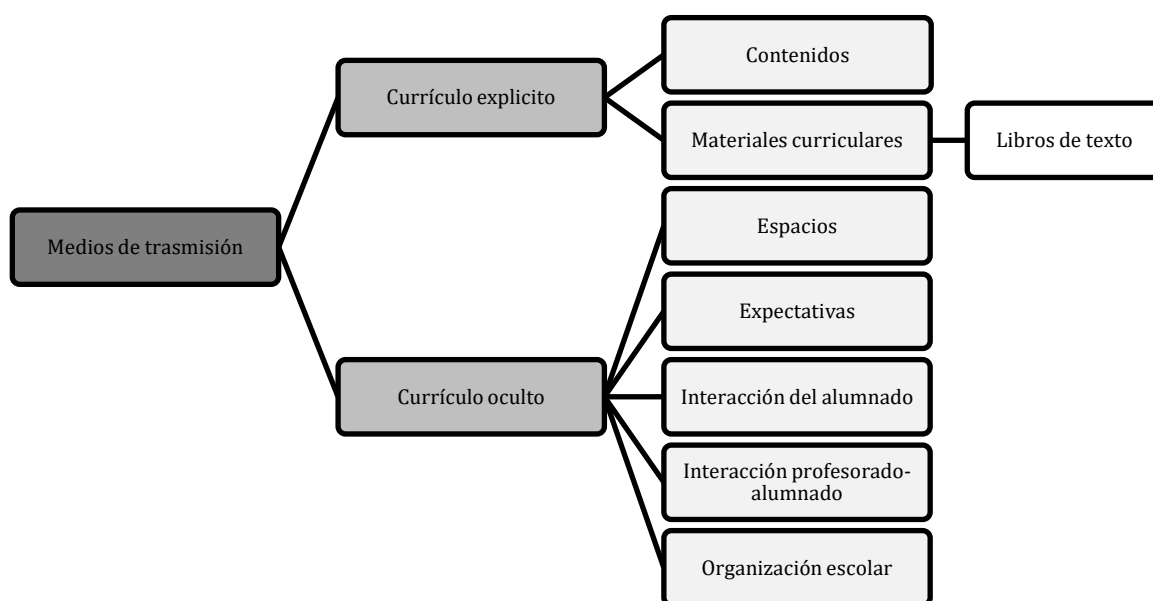 Medios de trasmisión
Currículo explicito
Contenidos
Materiales curriculares
Libros de texto
Currículo oculto
Espacios
Expectativas
Interacción del alumnado
Interacción profesorado-
alumnado
Organización escolar